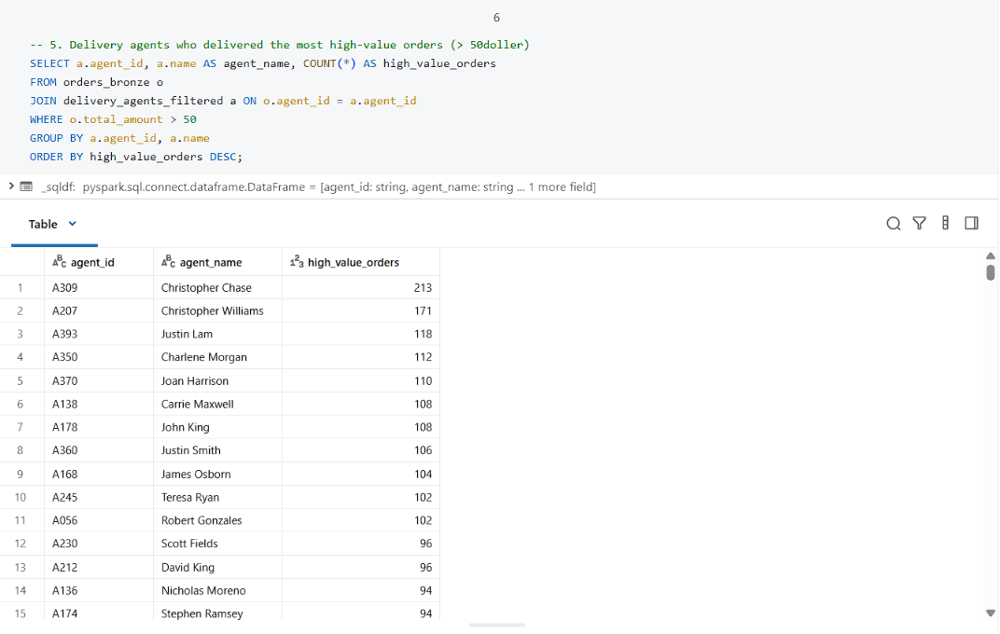 6
-- 5. Delivery agents who delivered the most high-value orders (> 50doller)
SELECT a.agent_id, a.name AS agent_name, COUNT(*) AS high_value_orders
FROM orders_bronze o
JOIN delivery_agents_filtered a ON o.agent_id = a.agent_id
WHERE o.total_amount > 50
GROUP BY a.agent_id, a.name
ORDER BY high_value_orders DESC;
_sqldf: pyspark.sql.connect.dataframe.DataFrame = [agent_id: string, agent_name: string ... 1 more field]
Table
ABC agent_id ABC agent_name 123 high_value_orders
1 A309 Christopher Chase 213
2 A207 Christopher Williams 171
3 A393 Justin Lam 118
4 A350 Charlene Morgan 112
5 A370 Joan Harrison 110
6 A138 Carrie Maxwell 108
7 A178 John King 108
8 A360 Justin Smith 106
9 A168 James Osborn 104
10 A245 Teresa Ryan 102
11 A056 Robert Gonzales 102
12 A230 Scott Fields 96
13 A212 David King 96
14 A136 Nicholas Moreno 94
15 A174 Stephen Ramsey 94